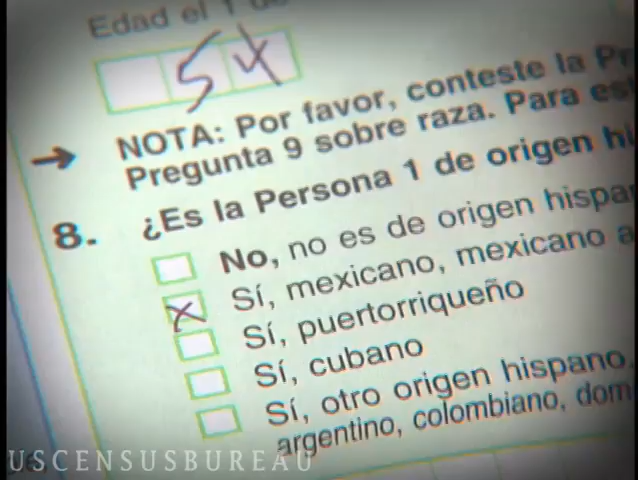 Edad el 1
54
NOTA: Por favor, conteste la Pr
Pregunta 9 sobre raza. Para es
8. ¿Es la Persona 1 de origen hi
No, no es de origen hispa
Sí, mexicano, mexicano a
Sí, puertorriqueño
Sí, cubano
Sí, otro origen hispano,
argentino, colombiano, dom
USCENSUSBUREAU